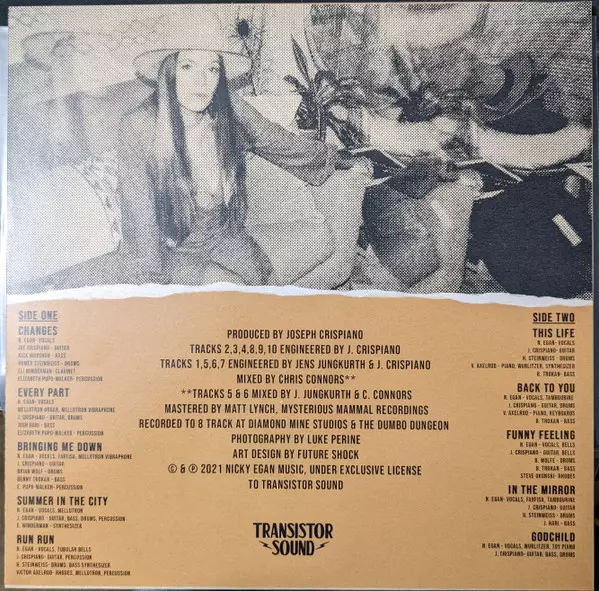 SIDE ONE
CHANGES
N. EGAN - VOCALS
JOE CRISPIANO - GUITAR
NICK MOVSHON - BASS
HOMER STEINWEISS - DRUMS
ELI WINDERMAN - CLARINET
ELIZABETH PUPO-WALKER - PERCUSSION
EVERY PART
N. EGAN - VOCALS
MELLOTRON ORGAN, MELLOTRON VIBRAPHONE
J. CRISPIANO - GUITAR, DRUMS
JOSH HARI - BASS
ELIZABETH PUPO-WALKER - PERCUSSION
BRINGING ME DOWN
N. EGAN - VOCALS, FARFISA, MELLOTRON VIBRAPHONE
J. CRISPIANO - GUITAR
BRIAN WOLF - DRUMS
BENNY TROKAN - BASS
E. PUPO-WALKER - PERCUSSION
SUMMER IN THE CITY
N. EGAN - VOCALS, MELLOTRON
J. CRISPIANO - GUITAR, BASS, DRUMS, PERCUSSION
E. WINDERMAN - SYNTHESIZER
RUN RUN
N. EGAN - VOCALS, TUBULAR BELLS
J. CRISPIANO - GUITAR, PERCUSSION
H. STEINWEISS - DRUMS, BASS SYNTHESIZER
VICTOR AXELROD - RHODES, MELLOTRON, PERCUSSION
PRODUCED BY JOSEPH CRISPIANO
TRACKS 2,3,4,8,9,10 ENGINEERED BY J. CRISPIANO
TRACKS 1,5,6,7 ENGINEERED BY JENS JUNGKURTH & J. CRISPIANO
MIXED BY CHRIS CONNORS**
**TRACKS 5 & 6 MIXED BY J. JUNGKURTH & C. CONNORS
MASTERED BY MATT LYNCH, MYSTERIOUS MAMMAL RECORDINGS
RECORDED TO 8 TRACK AT DIAMOND MINE STUDIOS & THE DUMBO DUNGEON
PHOTOGRAPHY BY LUKE PERINE
ART DESIGN BY FUTURE SHOCK
© & ℗ 2021 NICKY EGAN MUSIC, UNDER EXCLUSIVE LICENSE
TO TRANSISTOR SOUND
TRANSISTOR
SOUND
SIDE TWO
THIS LIFE
N. EGAN - VOCALS
J. CRISPIANO - GUITAR
H. STEINWEISS - DRUMS
V. AXELROD - PIANO, WURLITZER, SYNTHESIZER
B. TROKAN - BASS
BACK TO YOU
N. EGAN - VOCALS, TAMBOURINE
J. CRISPIANO - GUITAR, DRUMS
V. AXELROD - PIANO, KEYBOARDS
B. TROKAN - BASS
FUNNY FEELING
N. EGAN - VOCALS, BELLS
J. CRISPIANO - GUITAR, BELLS
B. WOLFE - DRUMS
B. TROKAN - BASS
STEVE OKONSKI - RHODES
IN THE MIRROR
N. EGAN - VOCALS, FARFISA, TAMBOURINE
J. CRISPIANO - GUITAR
H. STEINWEISS - DRUMS
J. HARI - BASS
GODCHILD
N. EGAN - VOCALS, WURLITZER, TOY PIANO
J. CRISPIANO - GUITAR, BASS, DRUMS